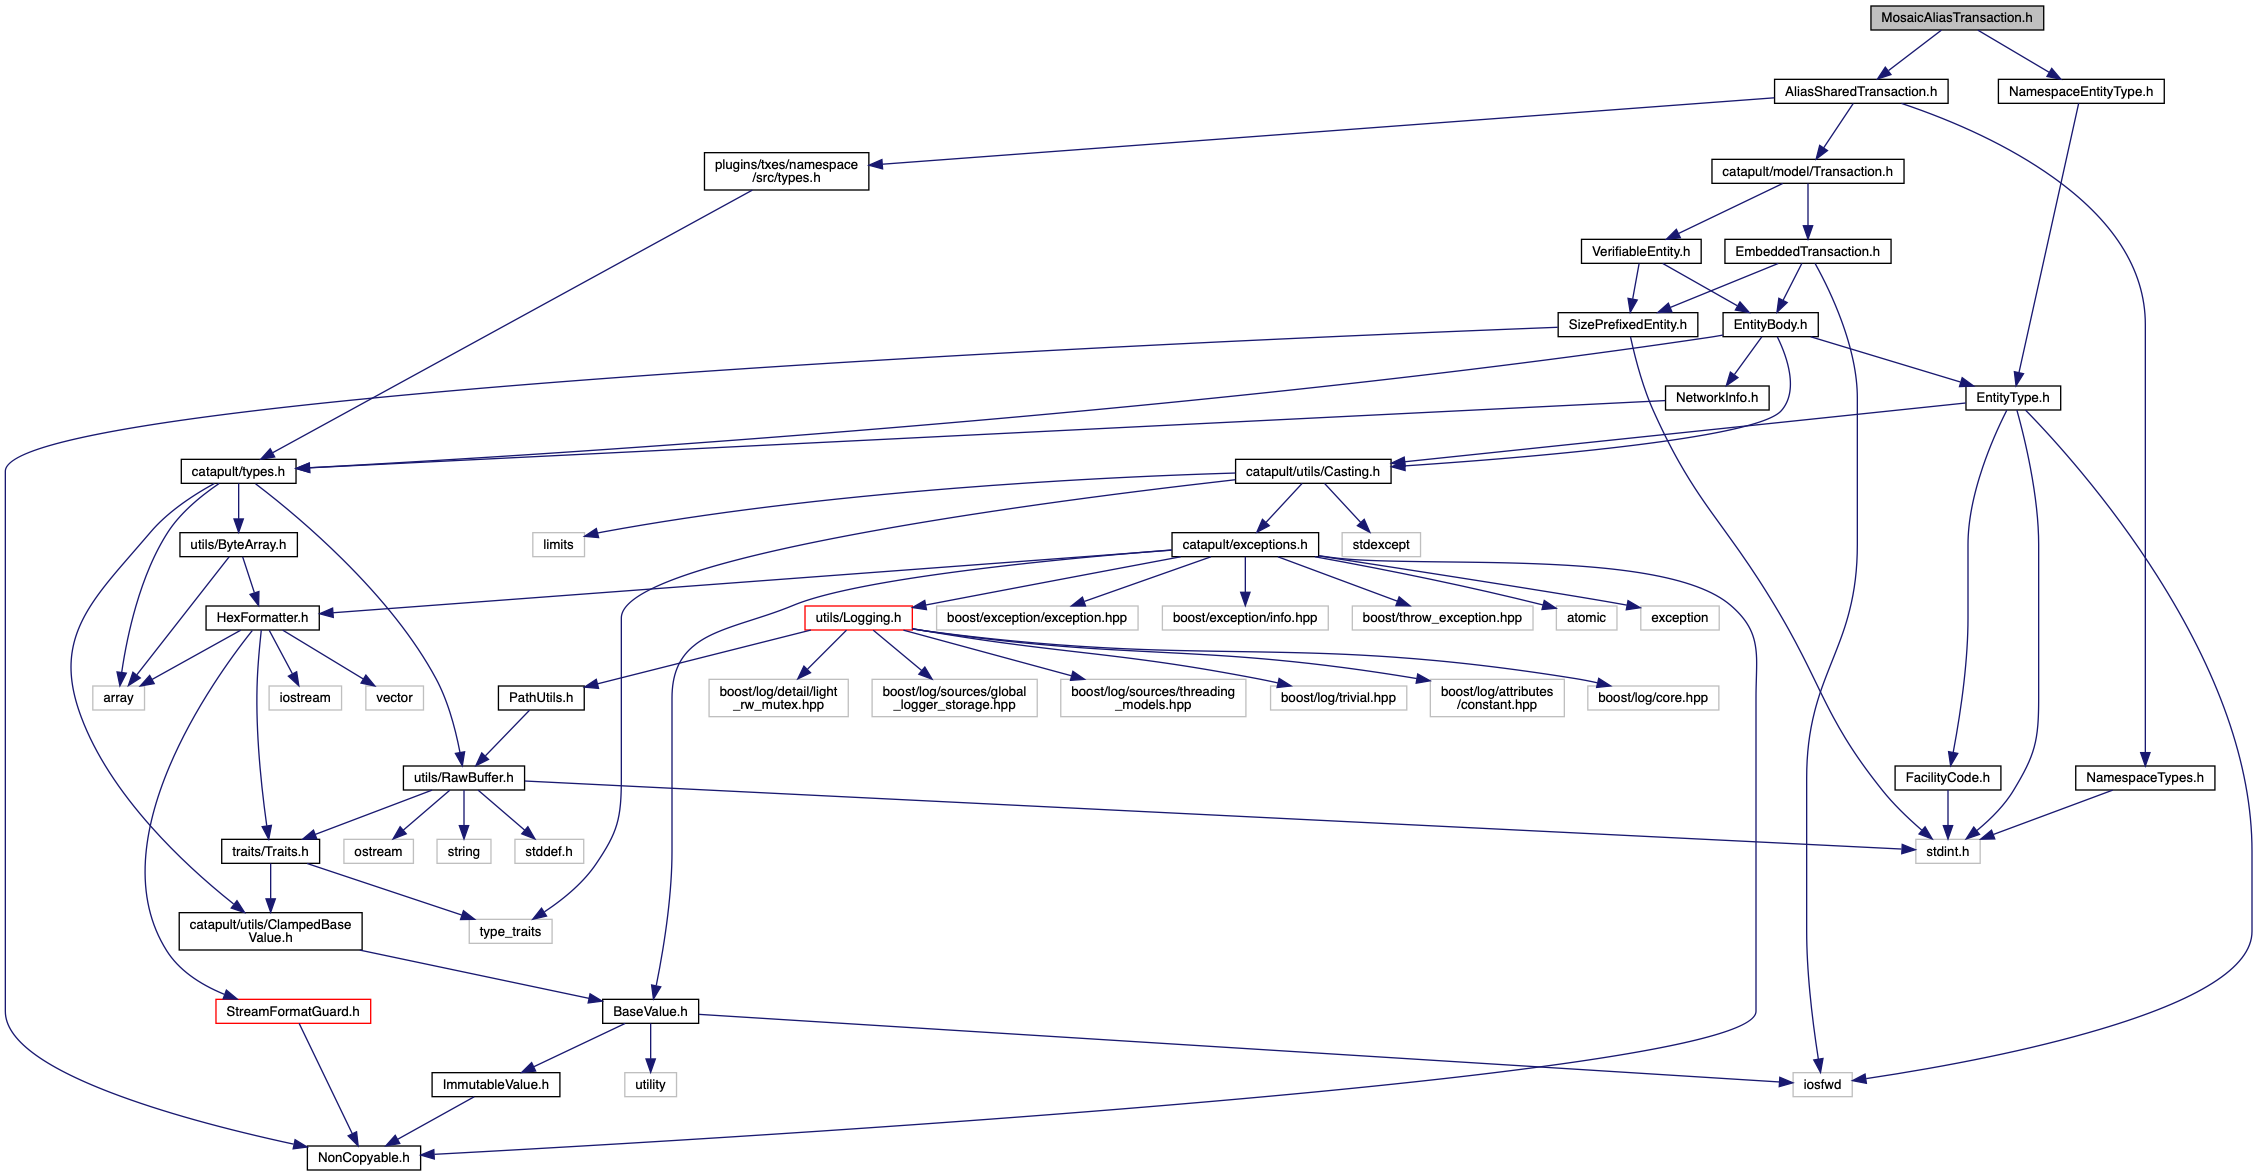 MosaicAliasTransaction.h
AliasSharedTransaction.h
NamespaceEntityType.h
plugins/txes/namespace
/src/types.h
catapult/model/Transaction.h
VerifiableEntity.h
EmbeddedTransaction.h
SizePrefixedEntity.h
EntityBody.h
NetworkInfo.h
EntityType.h
catapult/types.h
catapult/utils/Casting.h
utils/ByteArray.h
limits
catapult/exceptions.h
stdexcept
HexFormatter.h
utils/Logging.h
boost/exception/exception.hpp
boost/exception/info.hpp
boost/throw_exception.hpp
atomic
exception
array
iostream
vector
PathUtils.h
boost/log/detail/light
_rw_mutex.hpp
boost/log/sources/global
_logger_storage.hpp
boost/log/sources/threading
_models.hpp
boost/log/trivial.hpp
boost/log/attributes
/constant.hpp
boost/log/core.hpp
utils/RawBuffer.h
FacilityCode.h
NamespaceTypes.h
traits/Traits.h
ostream
string
stddef.h
stdint.h
catapult/utils/ClampedBase
Value.h
type_traits
StreamFormatGuard.h
BaseValue.h
ImmutableValue.h
utility
iosfwd
NonCopyable.h